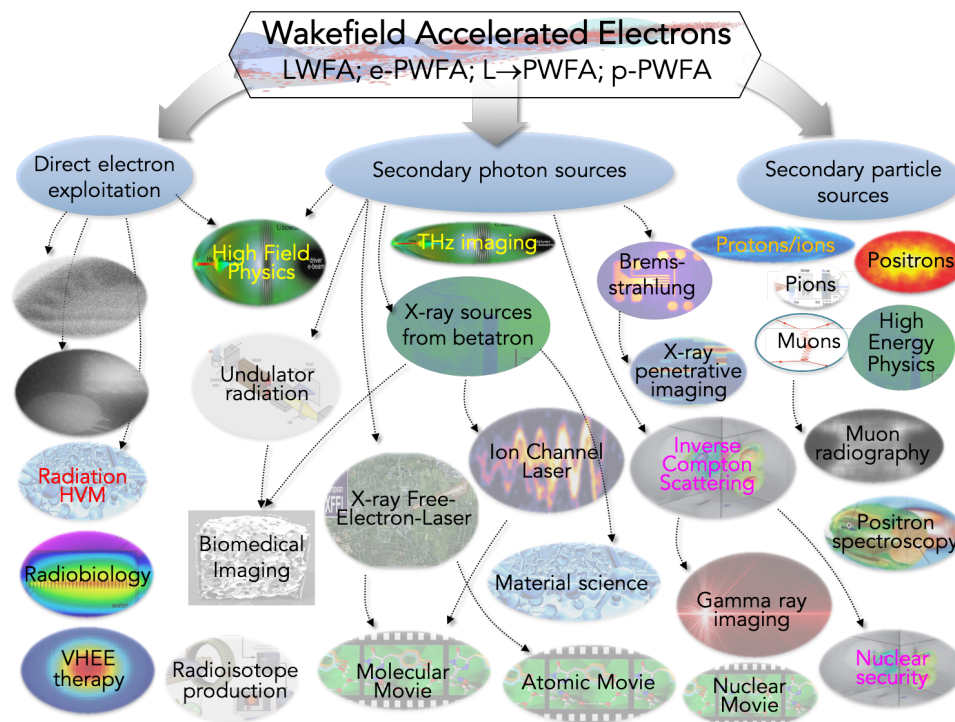 Wakefield Accelerated Electrons
LWFA; e-PWFA; L→PWFA; p-PWFA
Direct electron
exploitation
Secondary photon sources
Secondary particle
sources
High Field
Physics
THz imaging
Brems-
strahlung
Protons/ions
Positrons
Pions
Muons
High
Energy
Physics
X-ray sources
from betatron
Undulator
radiation
X-ray
penetrative
imaging
Radiation
HVM
Ion Channel
Laser
Inverse
Compton
Scattering
Muon
radiography
X-ray Free-
Electron-Laser
XFEL
Biomedical
Imaging
Material science
Positron
spectroscopy
Radiobiology
water
Gamma ray
imaging
VHEE
therapy
Radioisotope
production
Molecular
Movie
Atomic Movie
Nuclear
Movie
Nuclear
security